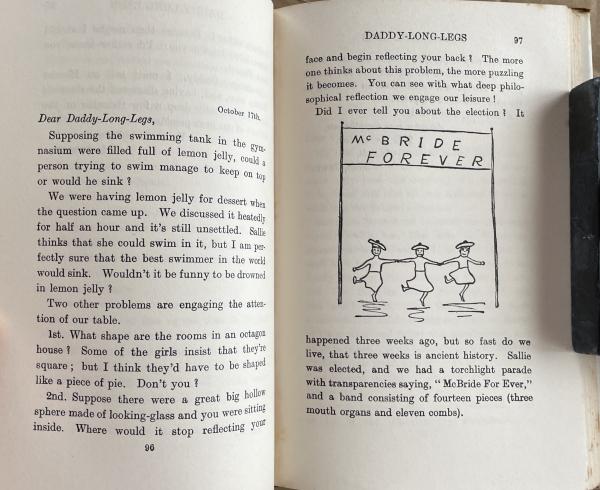 October 17th.
Dear Daddy-Long-Legs,
Supposing the swimming tank in the gym-
nasium were filled full of lemon jelly, could a
person trying to swim manage to keep on top
or would he sink ?
We were having lemon jelly for dessert when
the question came up. We discussed it heatedly
for half an hour and it's still unsettled. Sallie
thinks that she could swim in it, but I am per-
fectly sure that the best swimmer in the world
would sink. Wouldn't it be funny to be drowned
in lemon jelly ?
Two other problems are engaging the atten-
tion of our table.
1st. What shape are the rooms in an octagon
house ? Some of the girls insist that they're
square ; but I think they'd have to be shaped
like a piece of pie. Don't you ?
2nd. Suppose there were a great big hollow
sphere made of looking-glass and you were sitting
inside. Where would it stop reflecting your
96
DADDY-LONG-LEGS 97
face and begin reflecting your back ? The more
one thinks about this problem, the more puzzling
it becomes. You can see with what deep philo-
sophical reflection we engage our leisure !
Did I ever tell you about the election ? It
Mc BRIDE
FOREVER
happened three weeks ago, but so fast do we
live, that three weeks is ancient history. Sallie
was elected, and we had a torchlight parade
with transparencies saying, " McBride For Ever,"
and a band consisting of fourteen pieces (three
mouth organs and eleven combs).